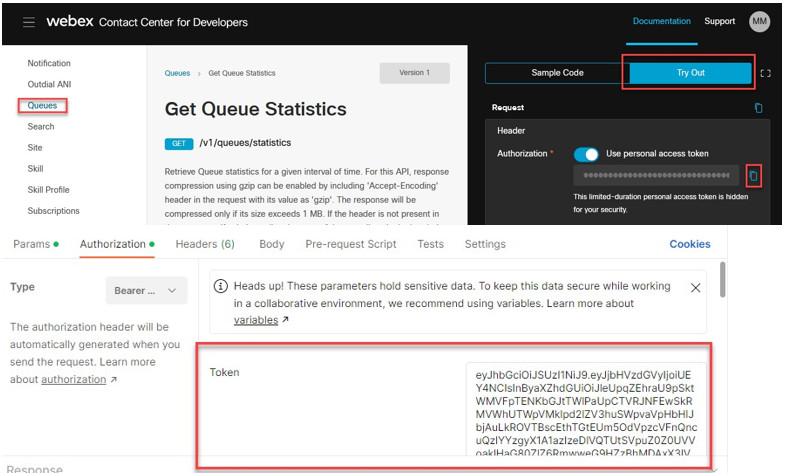 webex Contact Center for Developers
Documentation
Support
MM
Notification
Outdial ANI
Queues
Search
Site
Skill
Skill Profile
Subscriptions
Queues › Get Queue Statistics
Version 1
Get Queue Statistics
GET /v1/queues/statistics
Retrieve Queue statistics for a given interval of time. For this API, response
compression using gzip can be enabled by including 'Accept-Encoding'
header in the request with its value as 'gzip'. The response will be
compressed only if its size exceeds 1 MB. If the header is not present in
Sample Code
Try Out
Request
Header
Authorization *
Use personal access token
This limited-duration personal access token is hidden
for your security.
Params
Authorization
Headers (6)
Body
Pre-request Script
Tests
Settings
Cookies
Type
Bearer ...
The authorization header will be
automatically generated when you
send the request. Learn more
about authorization ↗
Heads up! These parameters hold sensitive data. To keep this data secure while working
in a collaborative environment, we recommend using variables. Learn more about
variables ↗
Token
Response